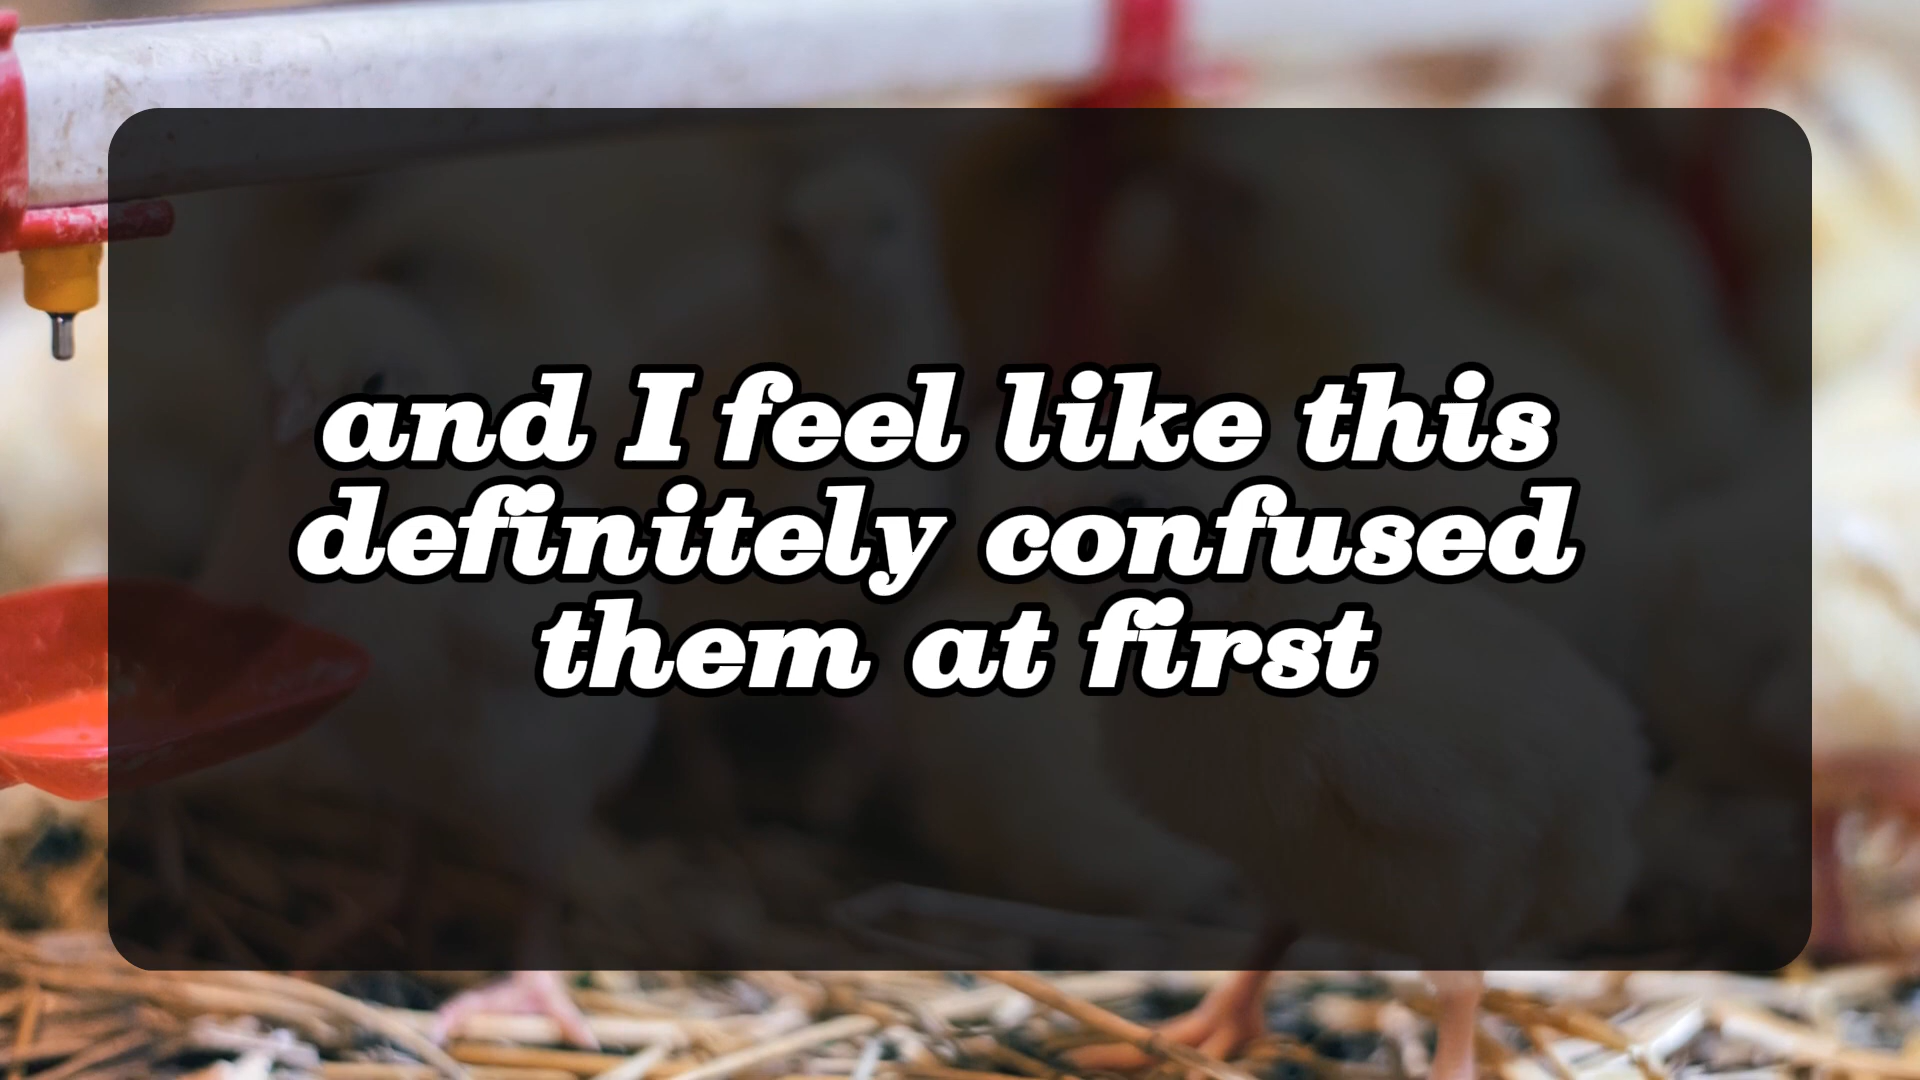 and I feel like this
definitely confused
them at first